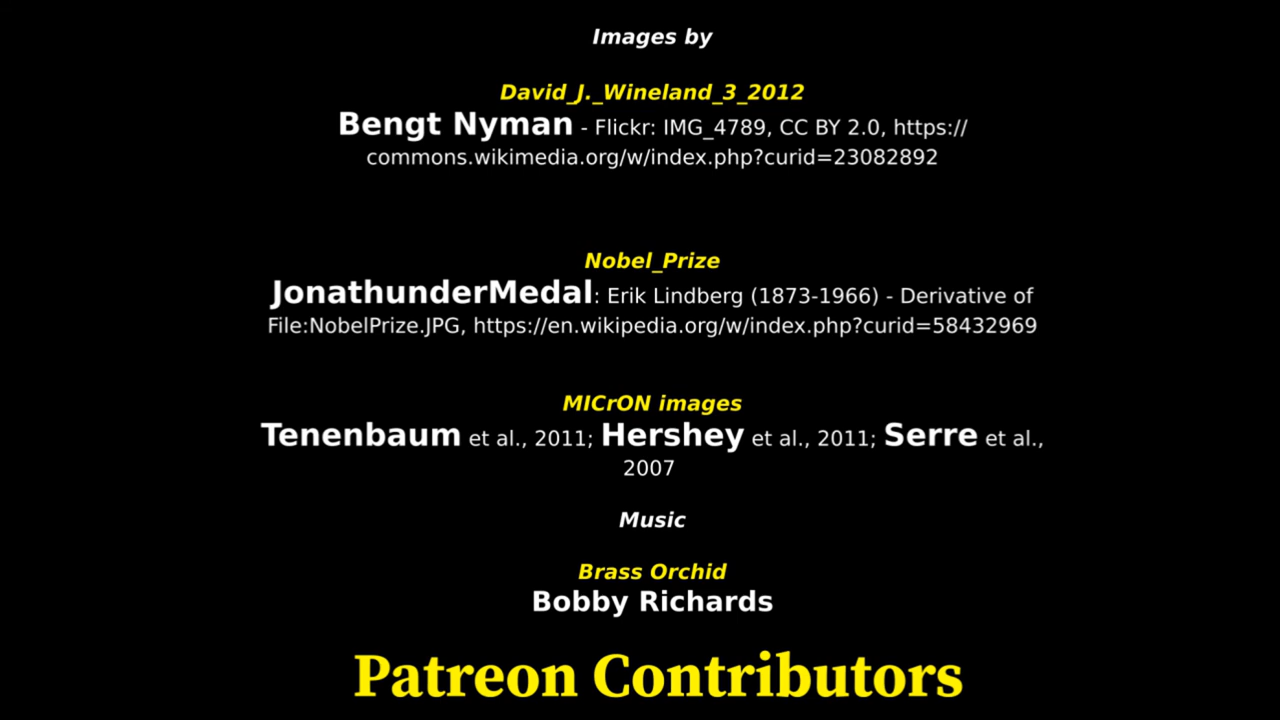 Images by
David_J._Wineland_3_2012
Bengt Nyman - Flickr: IMG_4789, CC BY 2.0, https://
commons.wikimedia.org/w/index.php?curid=23082892
Nobel_Prize
JonathunderMedal: Erik Lindberg (1873-1966) - Derivative of
File:NobelPrize.JPG, https://en.wikipedia.org/w/index.php?curid=58432969
MICrON images
Tenenbaum et al., 2011; Hershey et al., 2011; Serre et al.,
2007
Music
Brass Orchid
Bobby Richards
Patreon Contributors